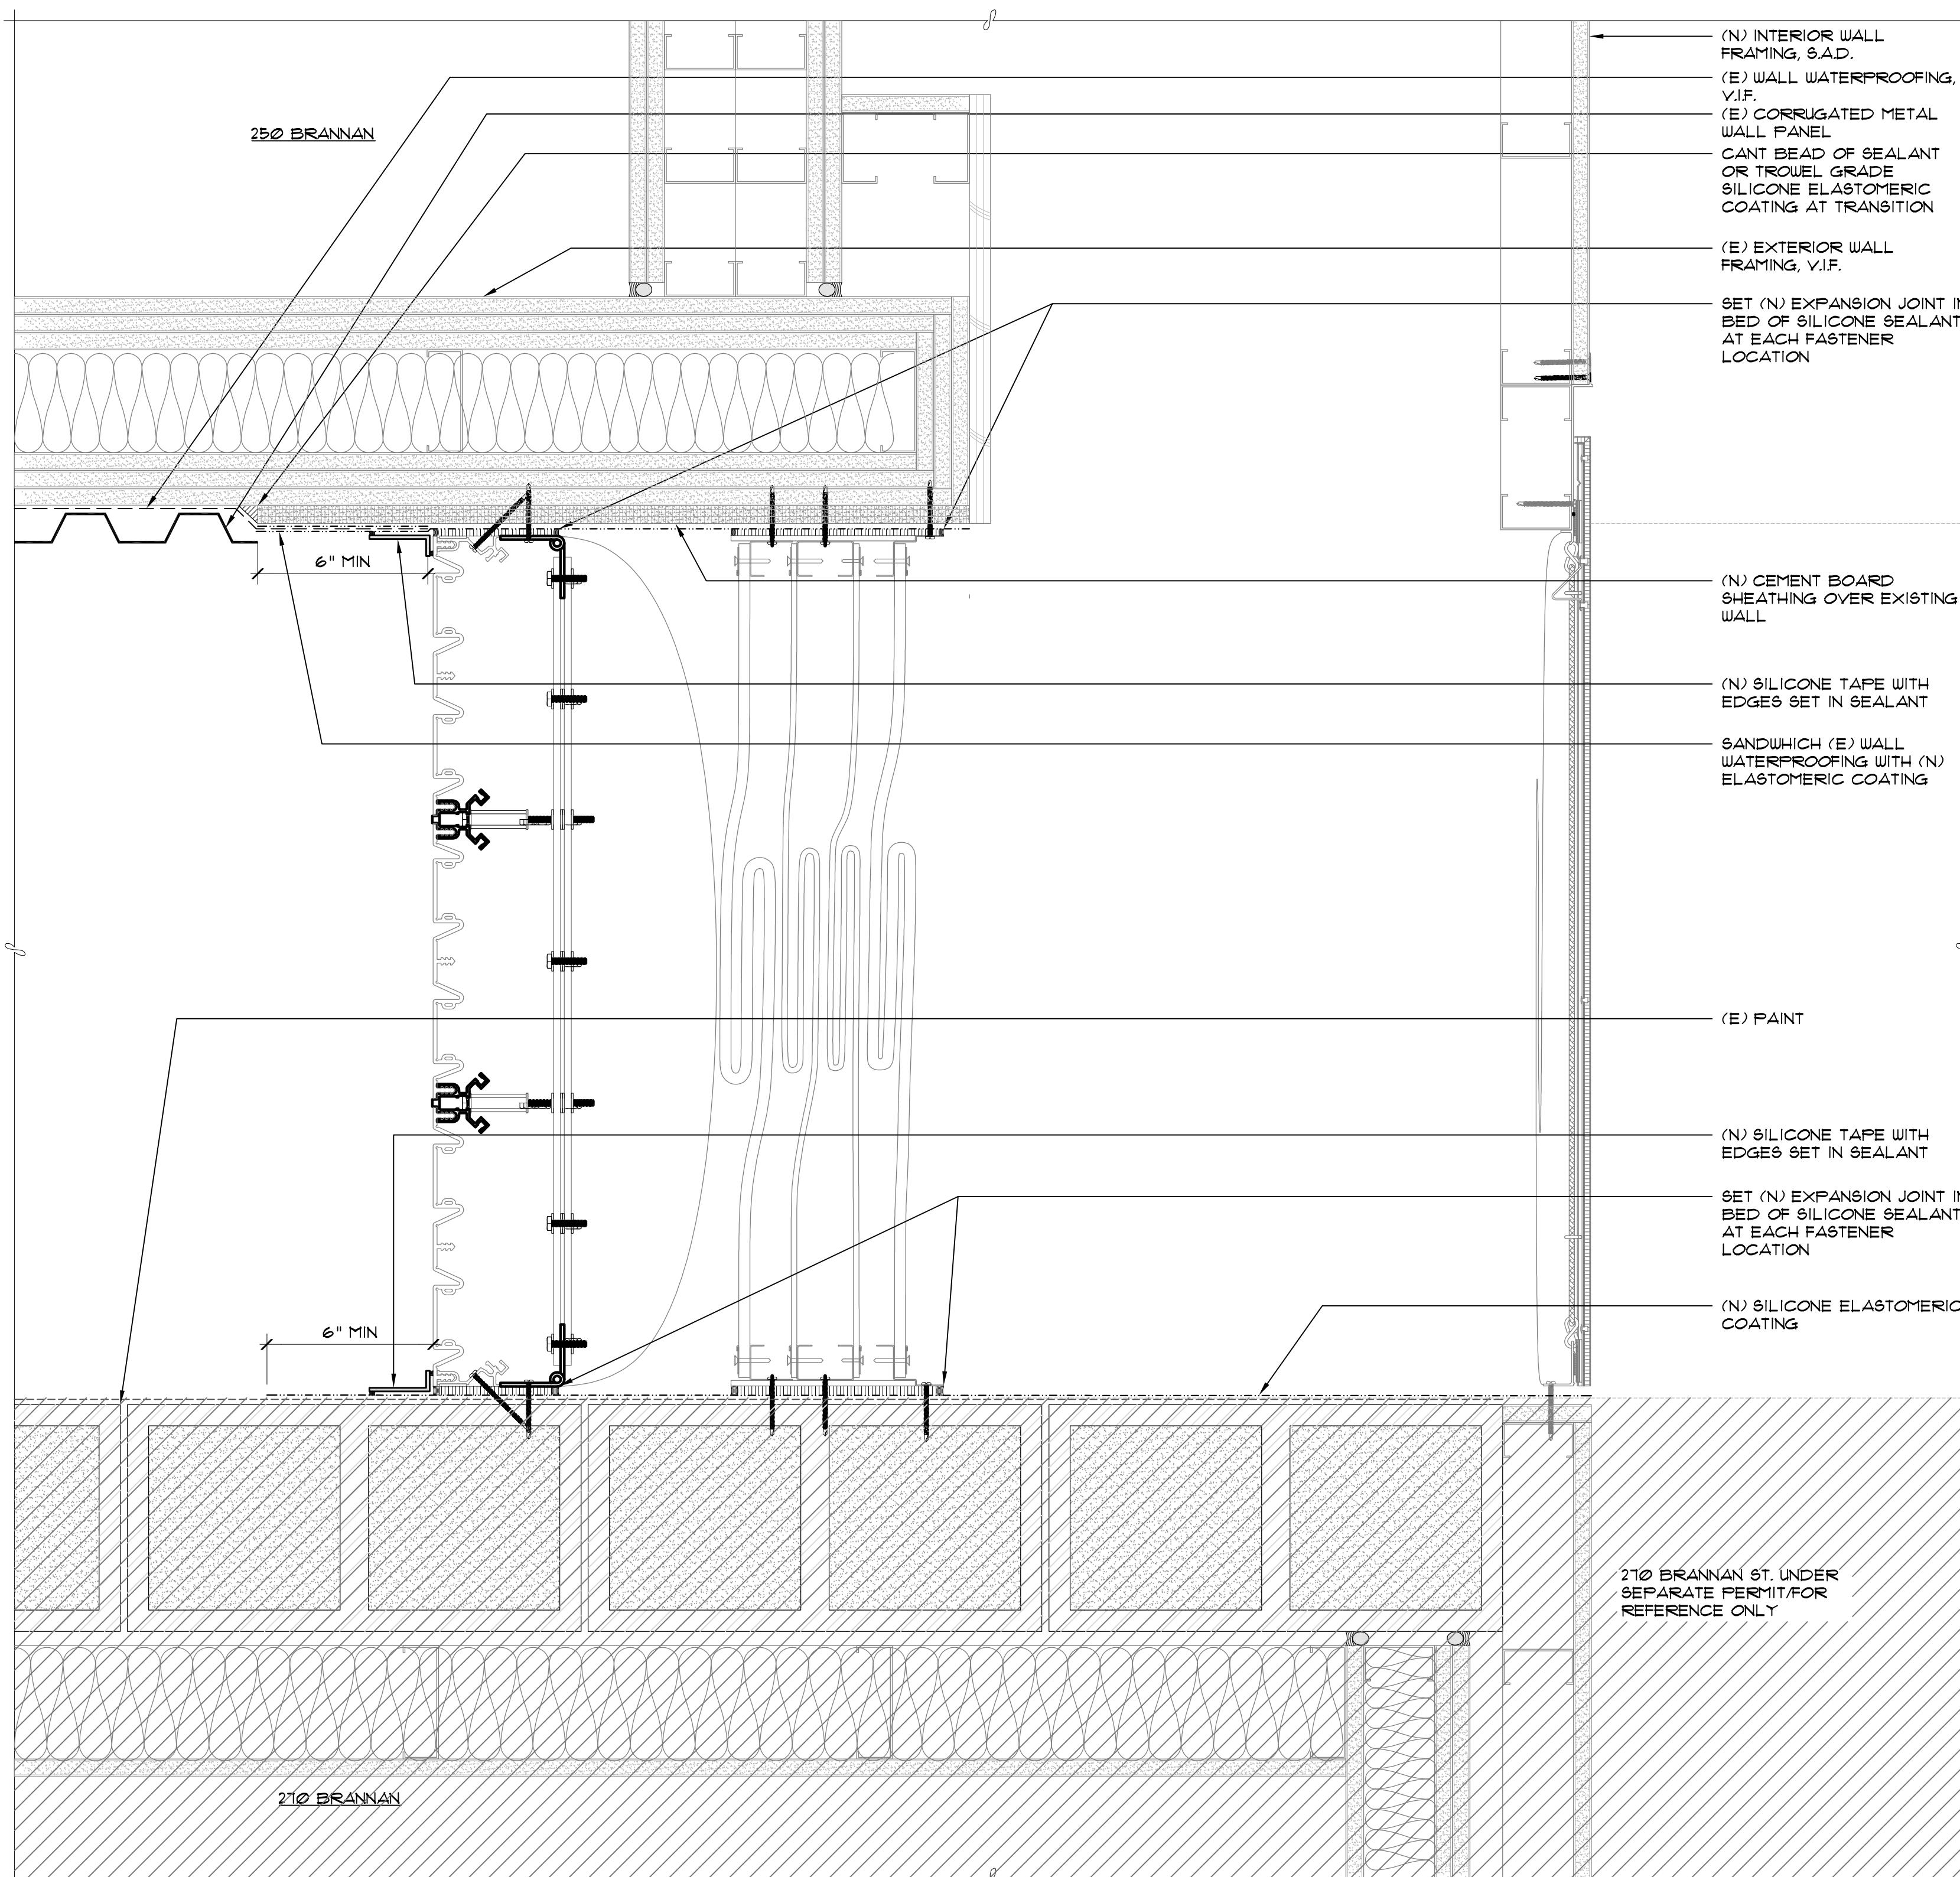 (N) INTERIOR WALL
FRAMING, S.A.D.
(E) WALL WATERPROOFING,
V.I.F.
(E) CORRUGATED METAL
WALL PANEL
250 BRANNAN
CANT BEAD OF SEALANT
OR TROWEL GRADE
SILICONE ELASTOMERIC
COATING AT TRANSITION
(E) EXTERIOR WALL
FRAMING, V.I.F.
SET (N) EXPANSION JOINT
BED OF SILICONE SEALANT
AT EACH FASTENER
LOCATION
6" MIN
(N) CEMENT BOARD
SHEATHING OVER EXISTING
WALL
(N) SILICONE TAPE WITH
EDGES SET IN SEALANT
SANDWHICH (E) WALL
WATERPROOFING WITH (N)
ELASTOMERIC COATING
(E) PAINT
(N) SILICONE TAPE WITH
EDGES SET IN SEALANT
SET (N) EXPANSION JOINT
BED OF SILICONE SEALANT
AT EACH FASTENER
LOCATION
(N) SILICONE ELASTOMERIC
COATING
6" MIN
270 BRANNAN ST. UNDER
SEPARATE PERMIT/FOR
REFERENCE ONLY
270 BRANNAN